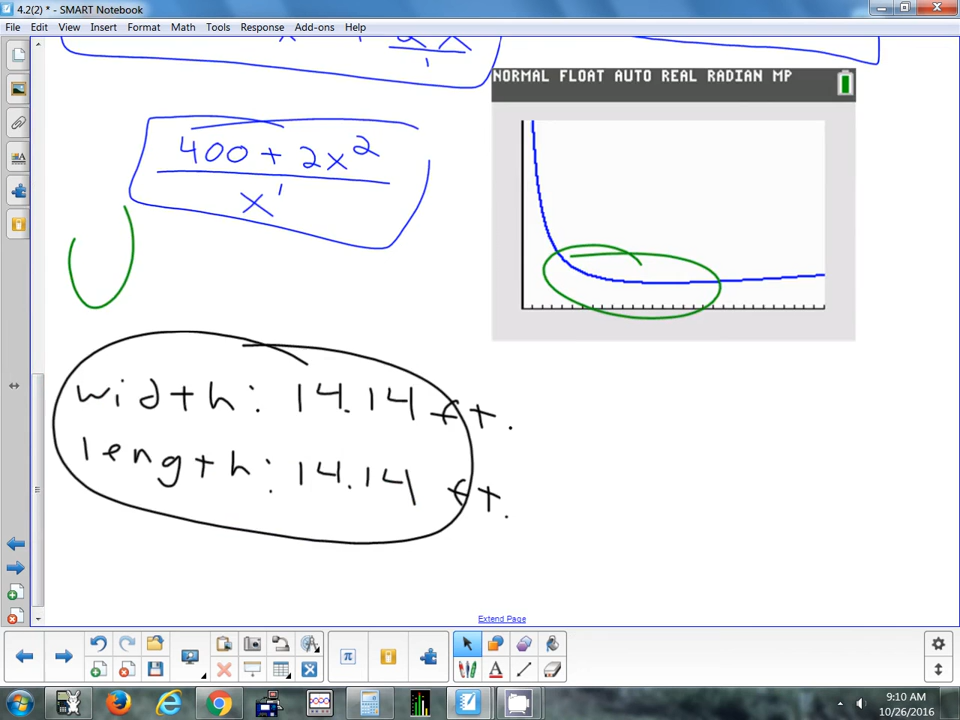 4.2(2) * - SMART Notebook
File Edit View Insert Format Math Tools Response Add-ons Help
NORMAL FLOAT AUTO REAL RADIAN MP
400 + 2x²
x'
width: 14.14 ft.
length: 14.14 ft.
Extend Page
9:10 AM
10/26/2016